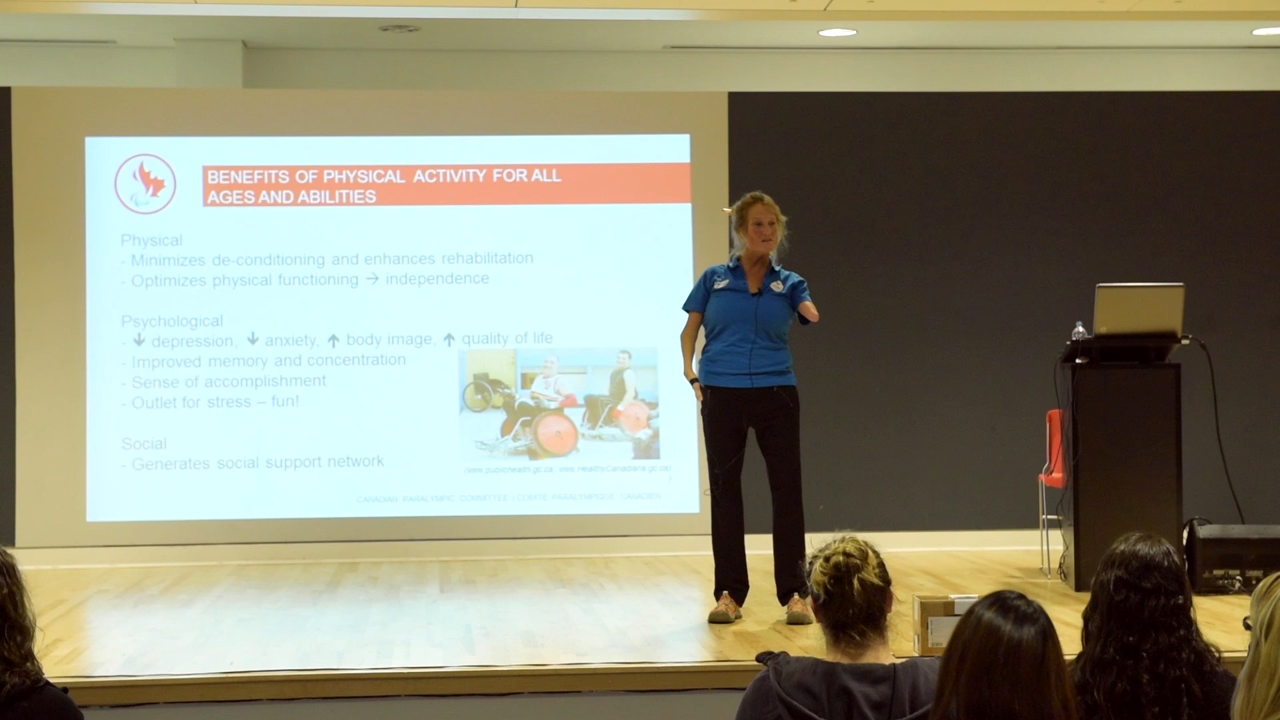 BENEFITS OF PHYSICAL ACTIVITY FOR ALL
AGES AND ABILITIES
Physical
- Minimizes de-conditioning and enhances rehabilitation
- Optimizes physical functioning → independence
Psychological
- ↓ depression, ↓ anxiety, ↑ body image, ↑ quality of life
- Improved memory and concentration
- Sense of accomplishment
- Outlet for stress – fun!
Social
- Generates social support network
(www.publichealth.gc.ca, www.HealthyCanadians.gc.ca)
CANADIAN PARALYMPIC COMMITTEE | COMITÉ PARALYMPIQUE CANADIEN